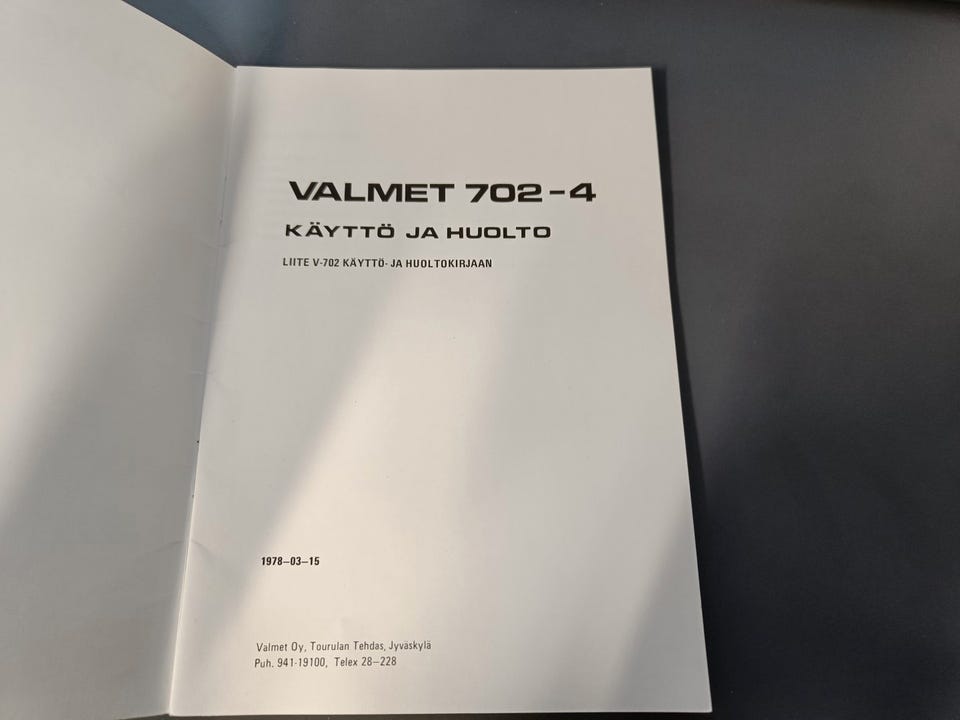 VALMET 702-4
KÄYTTÖ JA HUOLTO
LIITE V-702 KÄYTTÖ- JA HUOLTOKIRJAAN
1978-03-15
Valmet Oy, Tourulan Tehdas, Jyväskylä
Puh. 941-19100, Telex 28-228